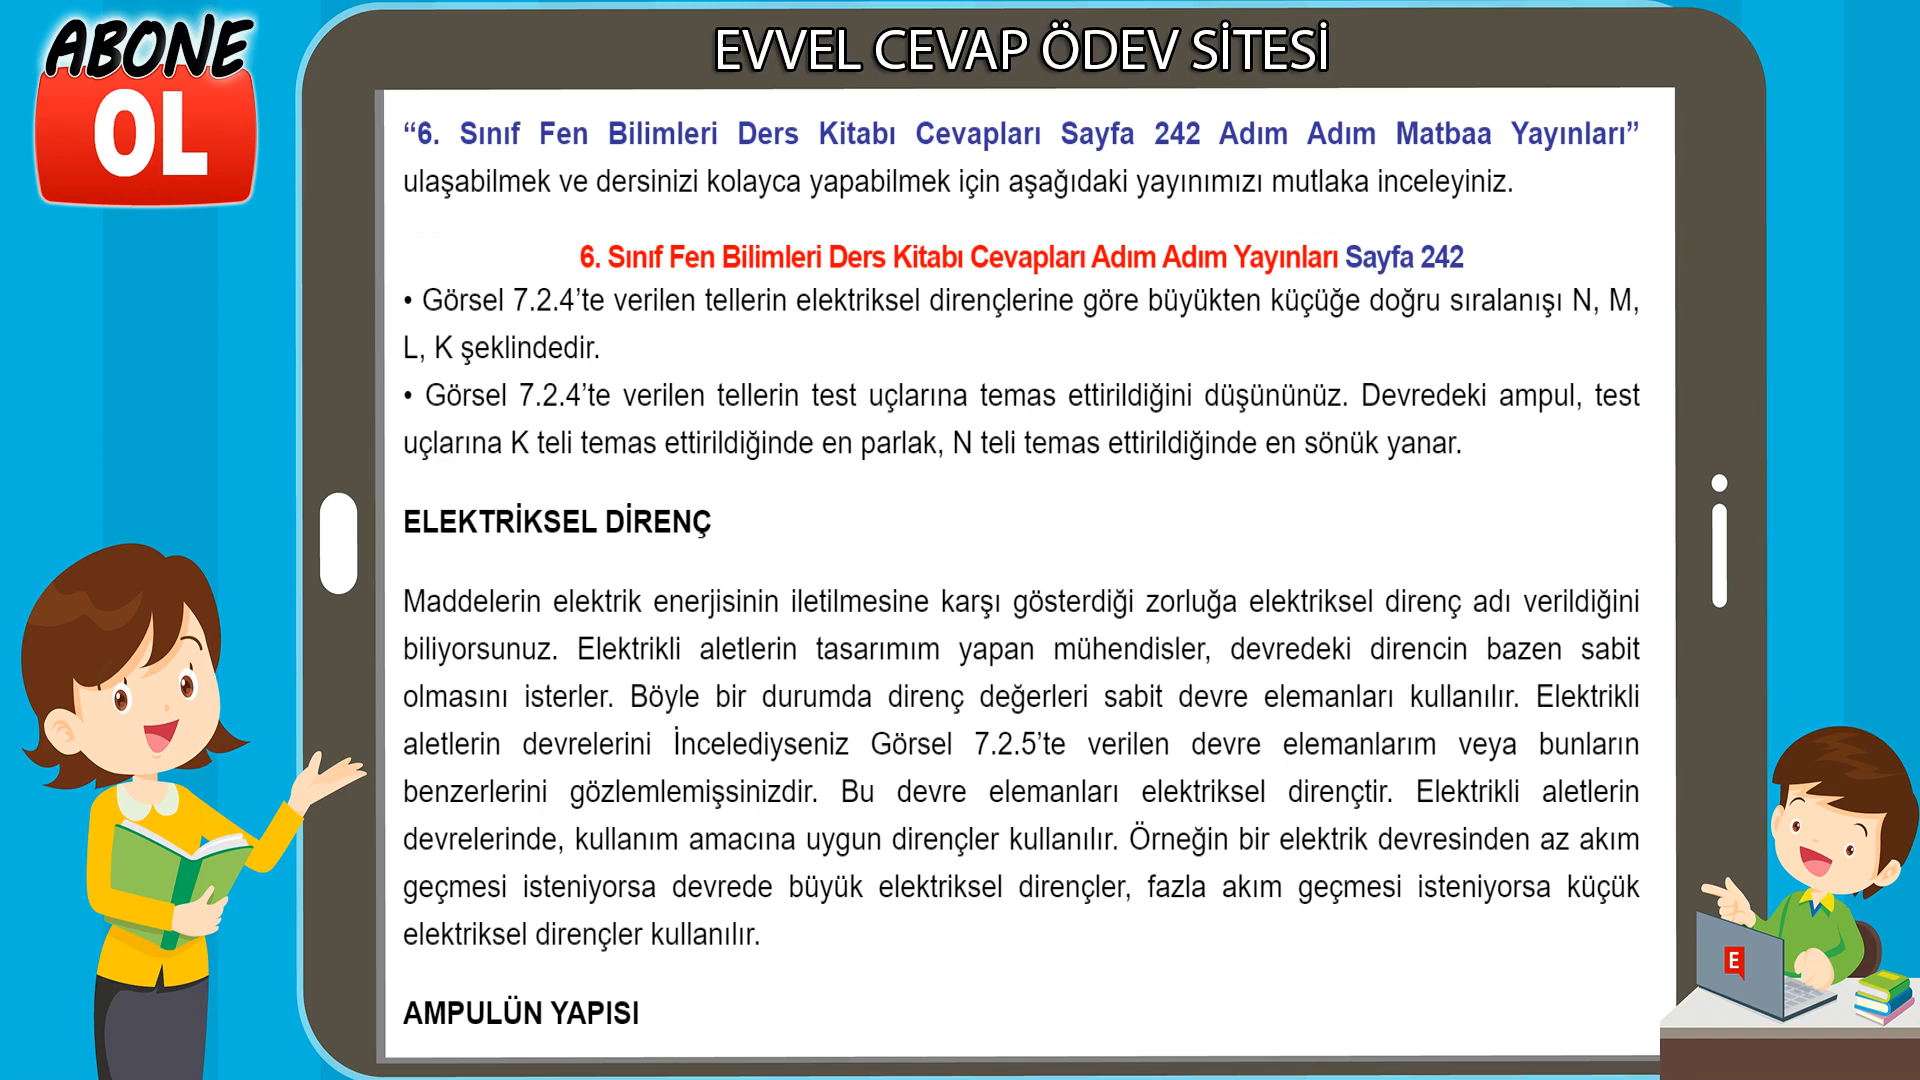 ABONE
OL
EVVEL CEVAP ÖDEV SİTESİ
“6. Sınıf Fen Bilimleri Ders Kitabı Cevapları Sayfa 242 Adım Adım Matbaa Yayınları”
ulaşabilmek ve dersinizi kolayca yapabilmek için aşağıdaki yayınımızı mutlaka inceleyiniz.
6. Sınıf Fen Bilimleri Ders Kitabı Cevapları Adım Adım Yayınları Sayfa 242
• Görsel 7.2.4’te verilen tellerin elektriksel dirençlerine göre büyükten küçüğe doğru sıralanışı N, M,
L, K şeklindedir.
• Görsel 7.2.4’te verilen tellerin test uçlarına temas ettirildiğini düşününüz. Devredeki ampul, test
uçlarına K teli temas ettirildiğinde en parlak, N teli temas ettirildiğinde en sönük yanar.
ELEKTRİKSEL DİRENÇ
Maddelerin elektrik enerjisinin iletilmesine karşı gösterdiği zorluğa elektriksel direnç adı verildiğini
biliyorsunuz. Elektrikli aletlerin tasarımım yapan mühendisler, devredeki direncin bazen sabit
olmasını isterler. Böyle bir durumda direnç değerleri sabit devre elemanları kullanılır. Elektrikli
aletlerin devrelerini İncelediyseniz Görsel 7.2.5’te verilen devre elemanlarım veya bunların
benzerlerini gözlemlemişsinizdir. Bu devre elemanları elektriksel dirençtir. Elektrikli aletlerin
devrelerinde, kullanım amacına uygun dirençler kullanılır. Örneğin bir elektrik devresinden az akım
geçmesi isteniyorsa devrede büyük elektriksel dirençler, fazla akım geçmesi isteniyorsa küçük
elektriksel dirençler kullanılır.
AMPULÜN YAPISI
E